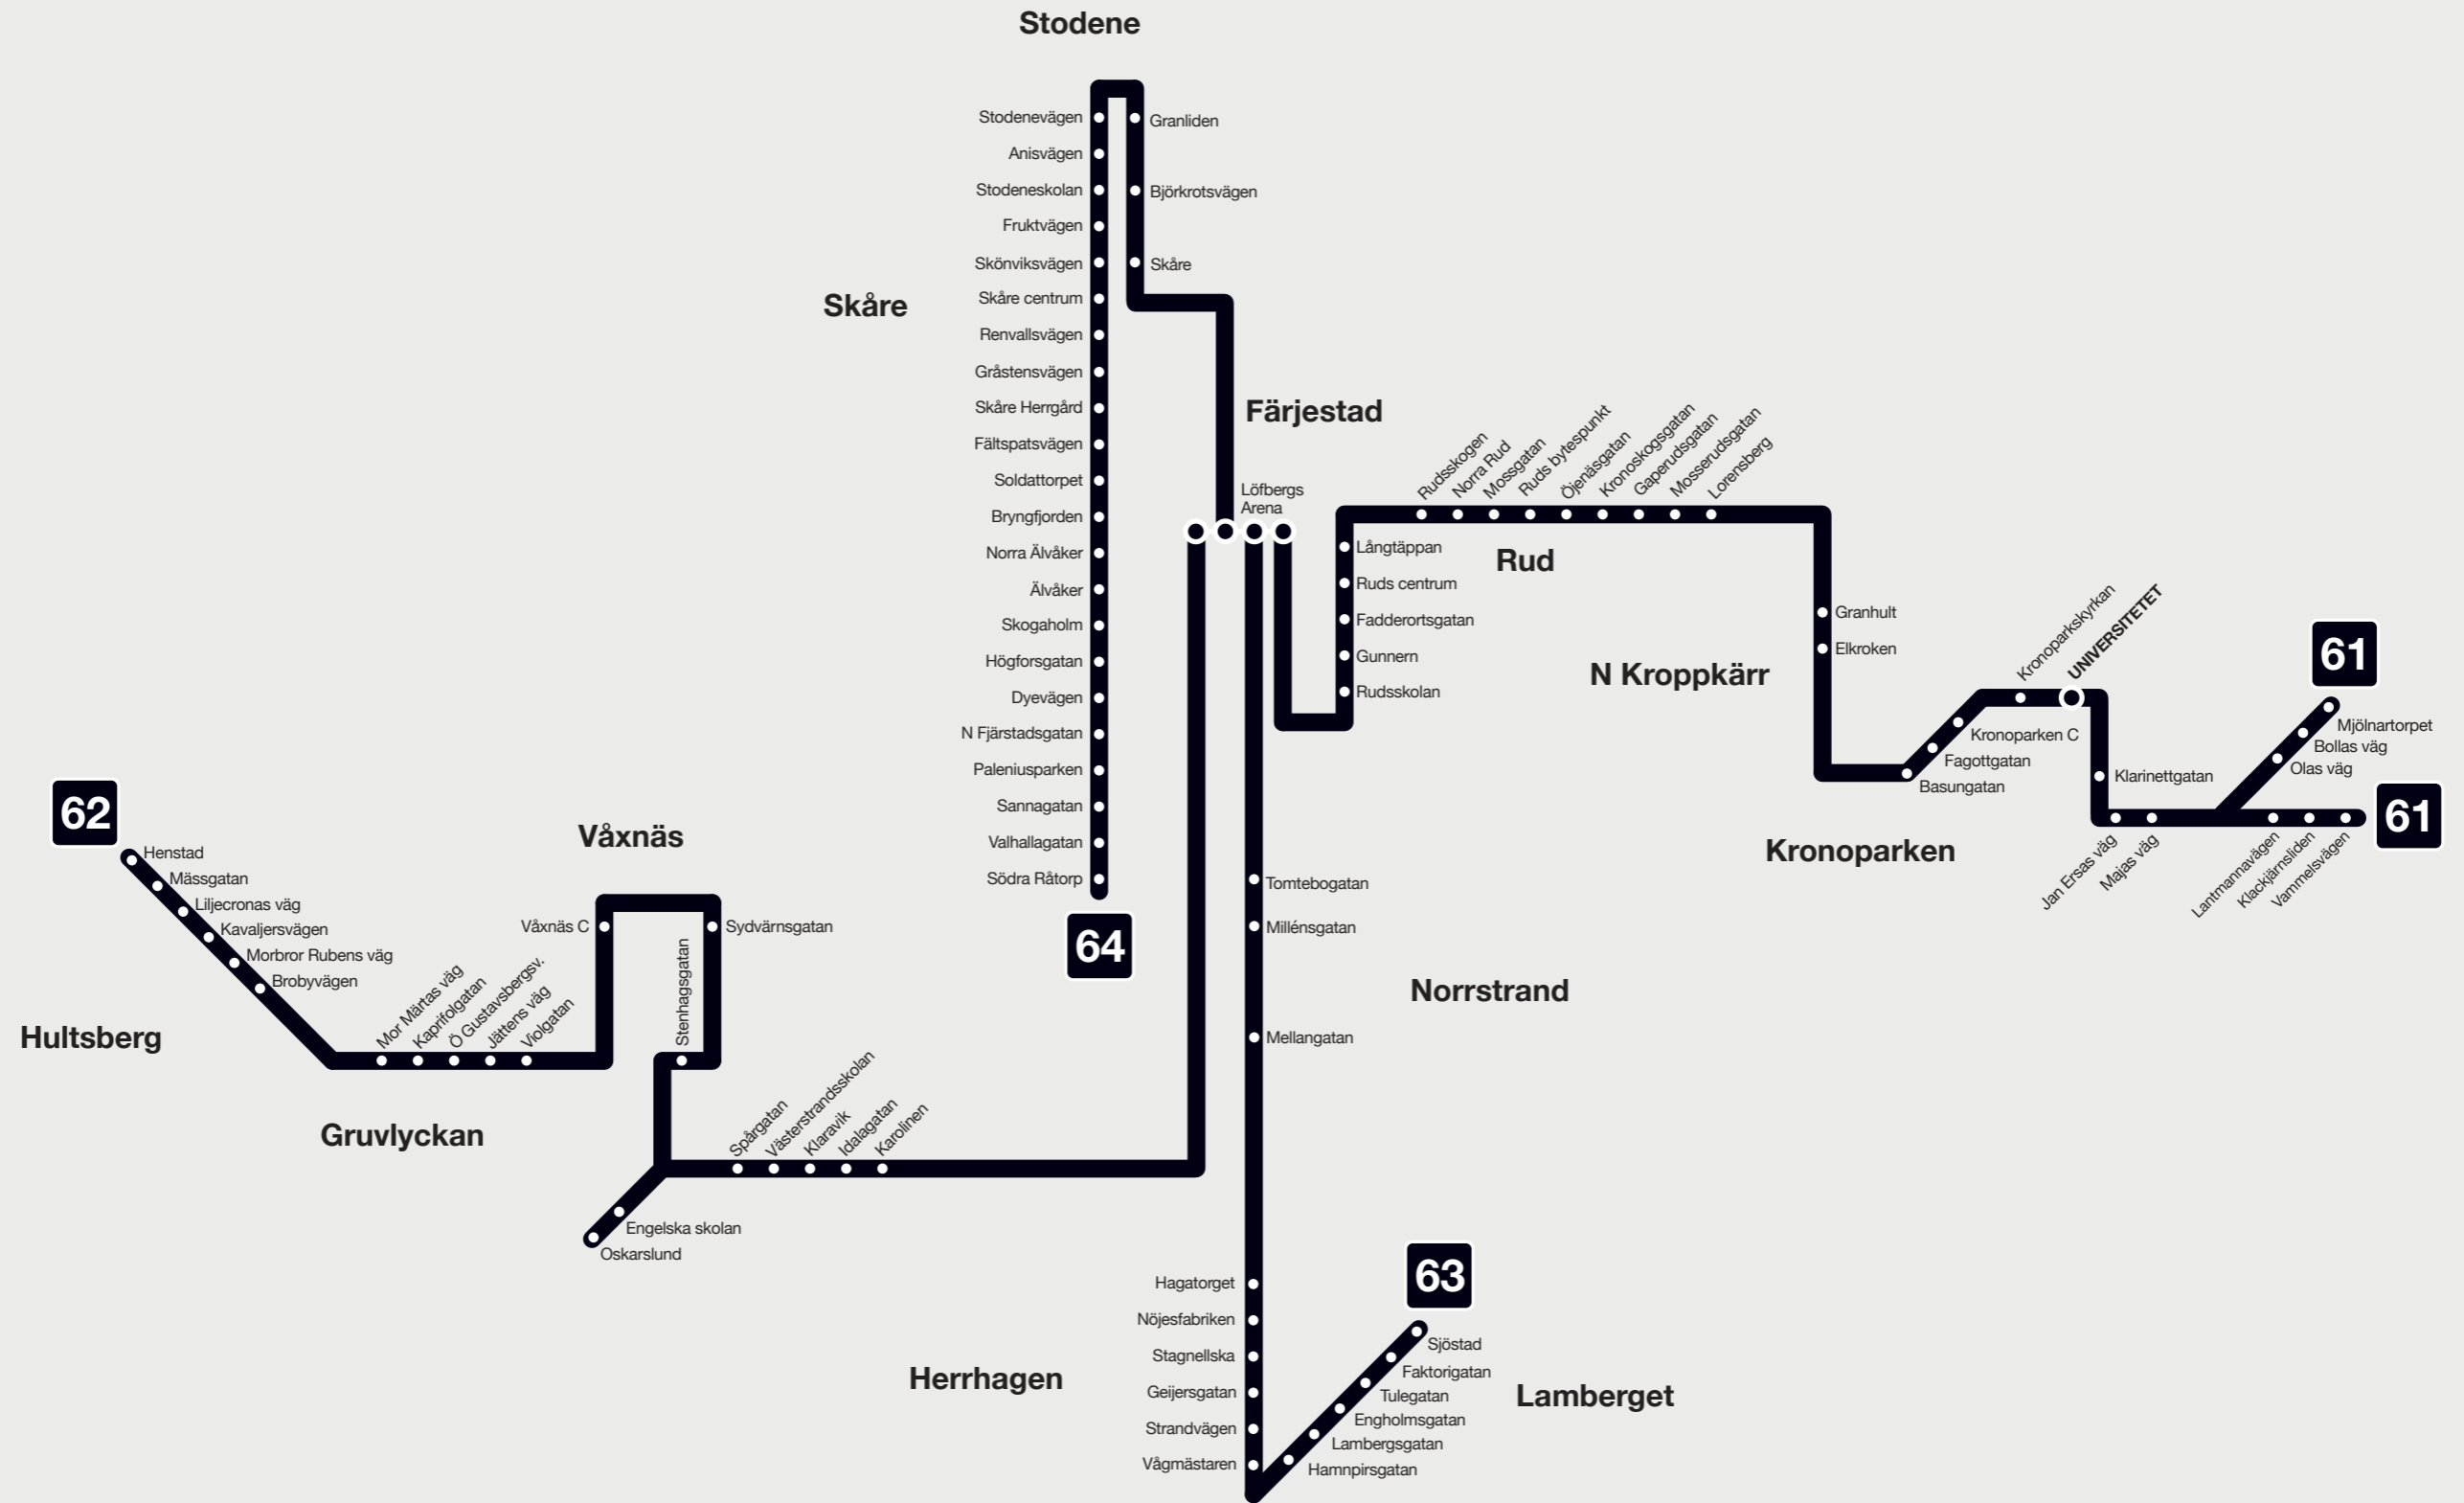 Stodene
Stodenevägen
Anisvägen
Stodeneskolan
Fruktvägen
Skönviksvägen
Skåre centrum
Renvallsvägen
Gråstensvägen
Skåre Herrgård
Fältspatsvägen
Soldattorpet
Bryngfjorden
Norra Älvåker
Älvåker
Skogaholm
Högforsgatan
Dyevägen
N Fjärstadsgatan
Paleniusparken
Sannagatan
Valhallagatan
Södra Råtorp
64
Granliden
Björkrotsvägen
Skåre
Skåre
Färjestad
Löfbergs
Arena
Rudsskogen
Norra Rud
Mossgatan
Ruds bytespunkt
Öjenäsgatan
Kronoskogsgatan
Gaperudsgatan
Mosserudsgatan
Lorensberg
Långtäppan
Ruds centrum
Fadderortsgatan
Gunnern
Rudsskolan
Rud
Granhult
Elkroken
N Kroppkärr
Kronoparkskyrkan
UNIVERSITETET
Kronoparken C
Fagottgatan
Basungatan
Klarinettgatan
Kronoparken
61
Mjölnartorpet
Bollas väg
Olas väg
61
Jan Ersas väg
Majas väg
Lantmannavägen
Klackjärnsliden
Vammelsvägen
62
Henstad
Mässgatan
Liljecronas väg
Kavaljersvägen
Morbror Rubens väg
Brobyvägen
Hultsberg
Mor Märtas väg
Kaprifolgatan
Ö Gustavsbergsv.
Jättens väg
Violgatan
Gruvlyckan
Våxnäs
Våxnäs C
Sydvärnsgatan
Stenhagsgatan
Spårgatan
Västerstrandsskolan
Klaravik
Idalagatan
Karolinen
Engelska skolan
Oskarslund
Tomtebogatan
Millénsgatan
Mellangatan
Norrstrand
Hagatorget
Nöjesfabriken
Stagnellska
Geijersgatan
Strandvägen
Vågmästaren
Herrhagen
63
Sjöstad
Faktorigatan
Tulegatan
Engholmsgatan
Lambergsgatan
Hamnpirsgatan
Lamberget